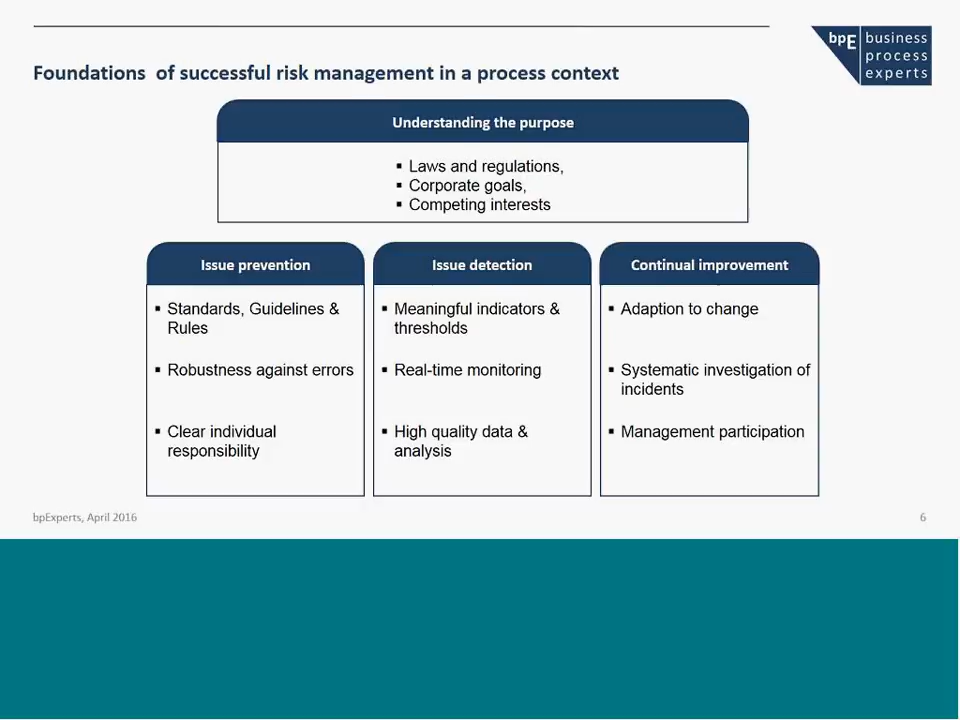 bpE business
process
experts
Foundations of successful risk management in a process context
Understanding the purpose
▪ Laws and regulations,
▪ Corporate goals,
▪ Competing interests
Issue prevention
▪ Standards, Guidelines &
Rules
▪ Robustness against errors
▪ Clear individual
responsibility
Issue detection
▪ Meaningful indicators &
thresholds
▪ Real-time monitoring
▪ High quality data &
analysis
Continual improvement
▪ Adaption to change
▪ Systematic investigation of
incidents
▪ Management participation
bpExperts, April 2016
6